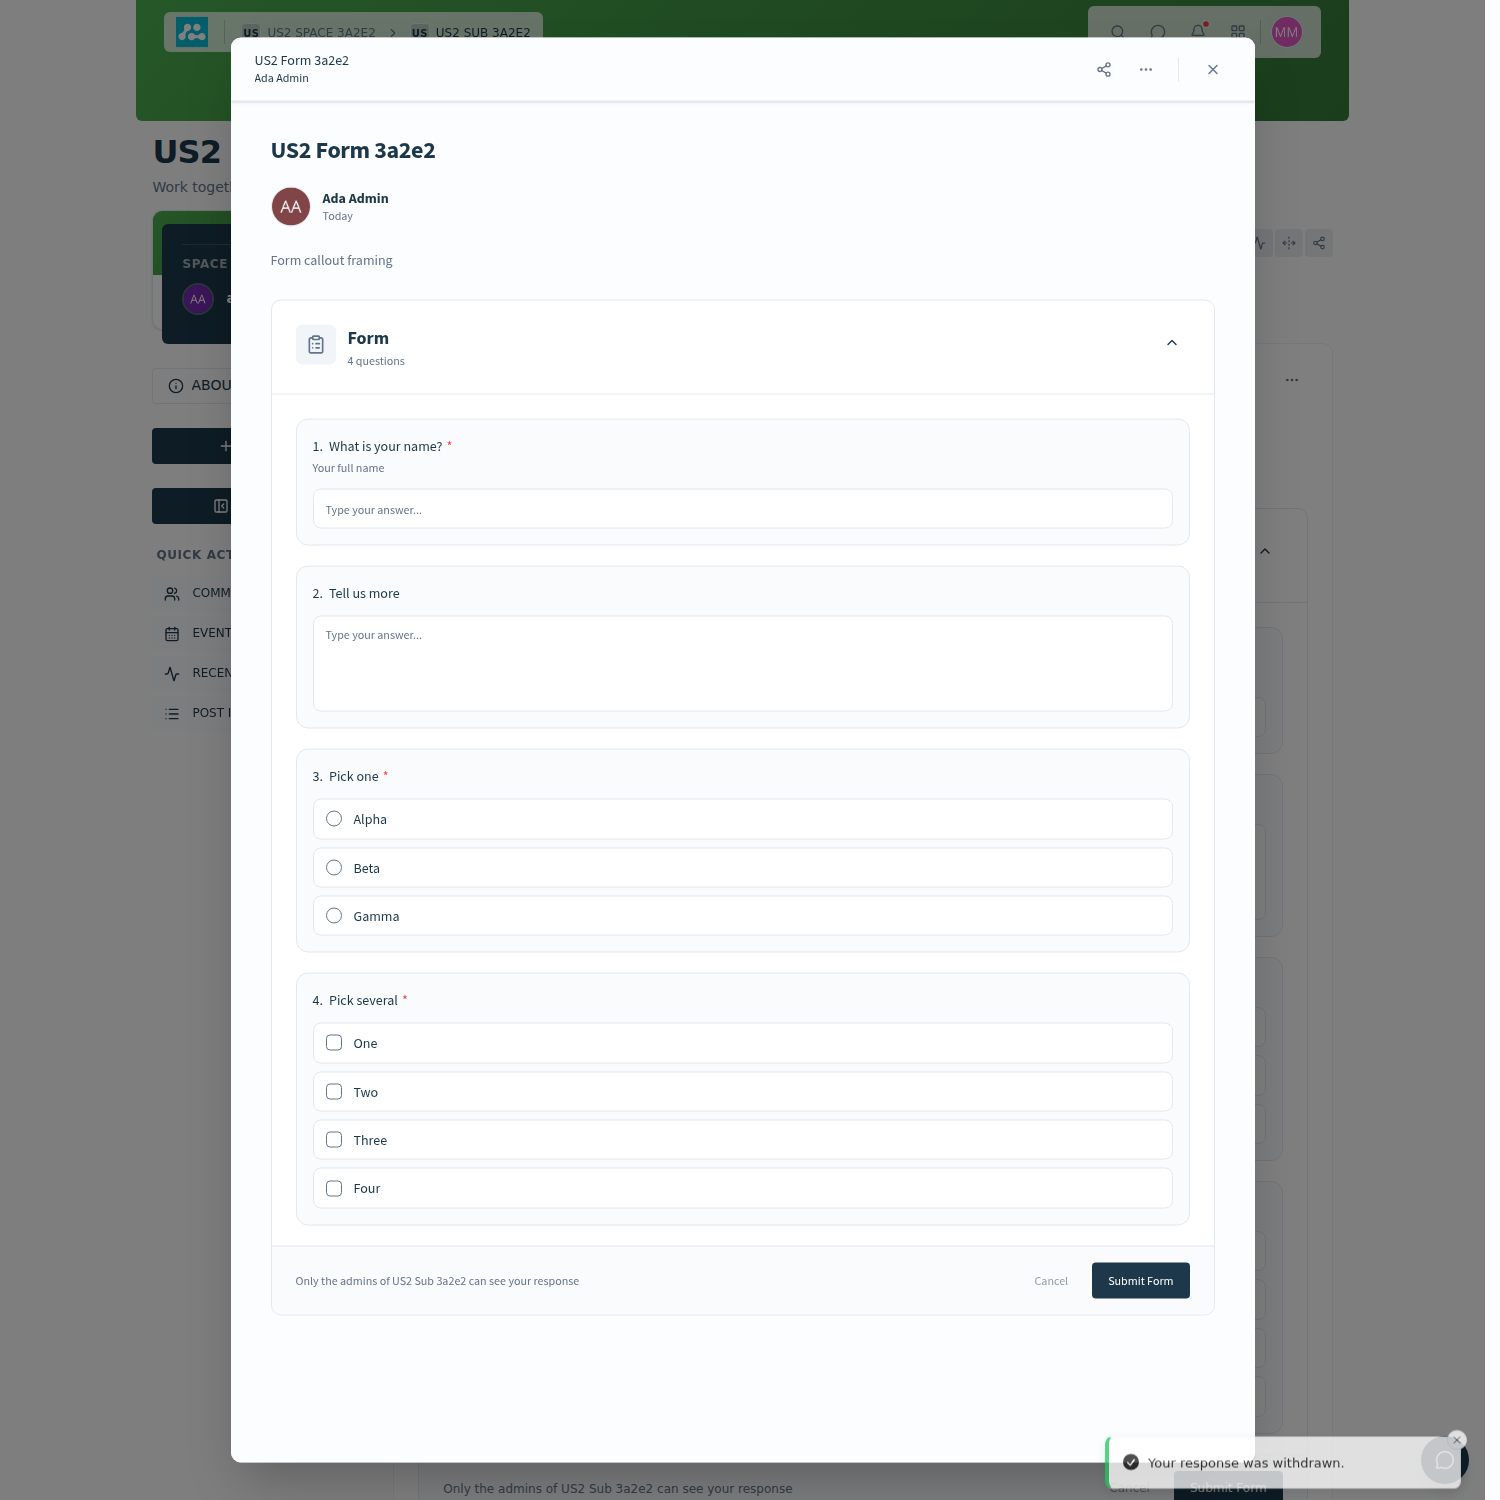 US US2 SPACE 3A2E2 > US US2 SUB 3A2E2
MM
US2 Form 3a2e2
Ada Admin
US2
Work toget
SPACE
AA
ABOU
QUICK ACT
COMM
EVENT
RECEN
POST
US2 Form 3a2e2
AA
Ada Admin
Today
Form callout framing
Form
4 questions
1. What is your name? *
Your full name
Type your answer...
2. Tell us more
Type your answer...
3. Pick one *
Alpha
Beta
Gamma
4. Pick several *
One
Two
Three
Four
Only the admins of US2 Sub 3a2e2 can see your response
Cancel
Submit Form
Your response was withdrawn.
Only the admins of US2 Sub 3a2e2 can see your response
Cancel
Submit Form